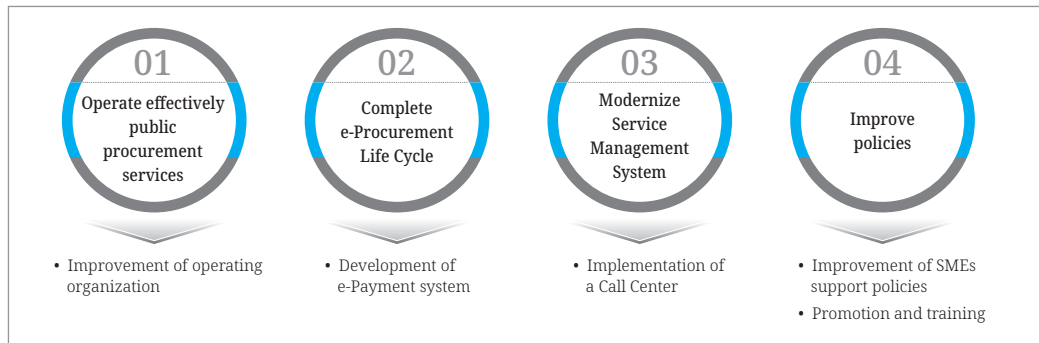 01
Operate effectively
public
procurement
services
• Improvement of operating
organization
02
Complete
e-Procurement
Life Cycle
• Development of
e-Payment system
03
Modernize
Service
Management
System
• Implementation of
a Call Center
04
Improve
policies
• Improvement of SMEs
support policies
• Promotion and training